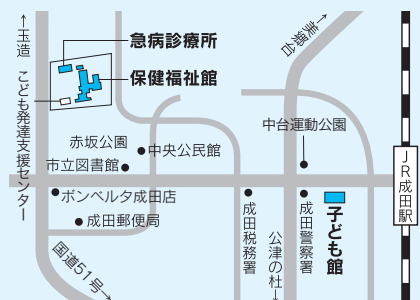 ←玉造
こども発達支援センター
急病診療所
保健福祉館
←美郷台
赤坂公園
中央公民館
市立図書館
中台運動公園
ボンベルタ成田店
成田郵便局
国道51号→
成田税務署
公津の杜→
成田警察署
子ども館
JR成田駅